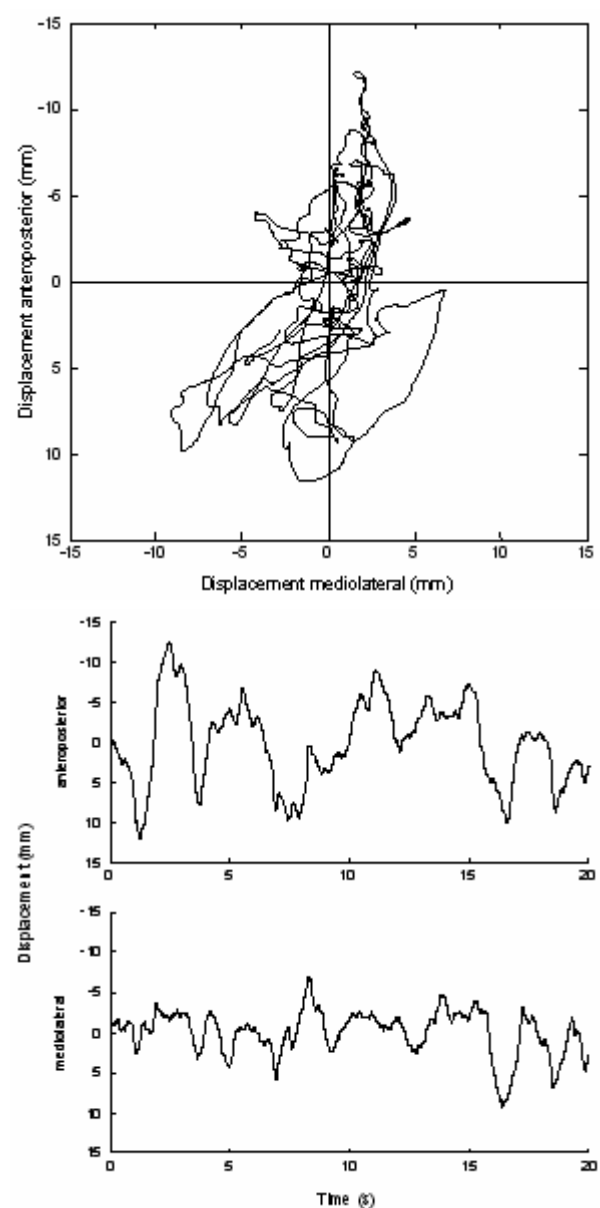 -15
-10
-5
0
5
10
15
Displacement anteroposterior (mm)
-15 -10 -5 0 5 10 15
Displacement mediolateral (mm)
Displacement (mm)
anteroposterior
-15
-10
-5
0
5
10
15
0 5 10 15 20
mediolateral
-15
-10
-5
0
5
10
15
0 5 10 15 20
Time (s)